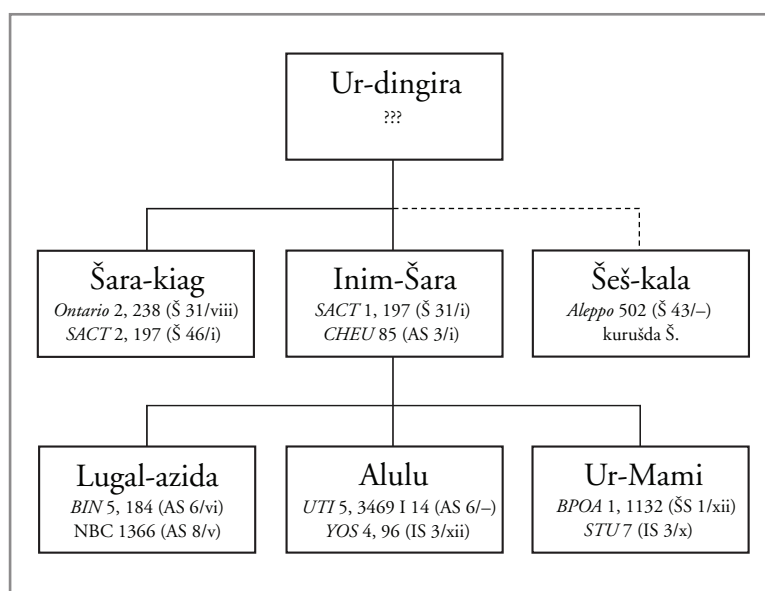 Ur-dingira
???
Šara-kiag
Ontario 2, 238 (Š 31/viii)
SACT 2, 197 (Š 46/i)
Inim-Šara
SACT 1, 197 (Š 31/i)
CHEU 85 (AS 3/i)
Šeš-kala
Aleppo 502 (Š 43/–)
kurušda Š.
Lugal-azida
BIN 5, 184 (AS 6/vi)
NBC 1366 (AS 8/v)
Alulu
UTI 5, 3469 I 14 (AS 6/–)
YOS 4, 96 (IS 3/xii)
Ur-Mami
BPOA 1, 1132 (ŠS 1/xii)
STU 7 (IS 3/x)